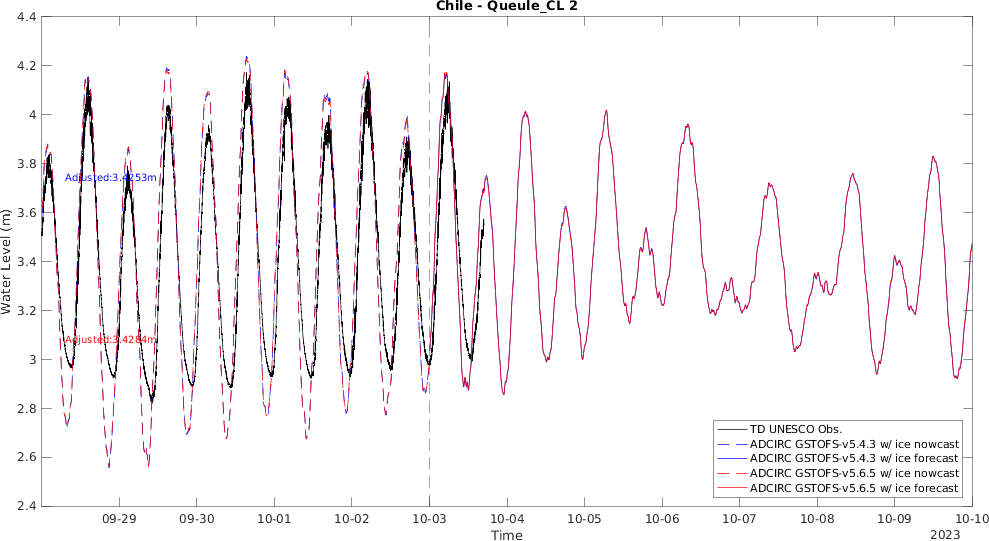 Chile - Queule_CL 2
4.4
4.2
4
3.8
3.6
3.4
3.2
3
2.8
2.6
2.4
Water Level (m)
Adjusted:3.4253m
Adjusted:3.4284m
TD UNESCO Obs.
ADCIRC GSTOFS-v5.4.3 w/ ice nowcast
ADCIRC GSTOFS-v5.4.3 w/ ice forecast
ADCIRC GSTOFS-v5.6.5 w/ ice nowcast
ADCIRC GSTOFS-v5.6.5 w/ ice forecast
09-29 09-30 10-01 10-02 10-03 10-04 10-05 10-06 10-07 10-08 10-09 10-10
Time
2023